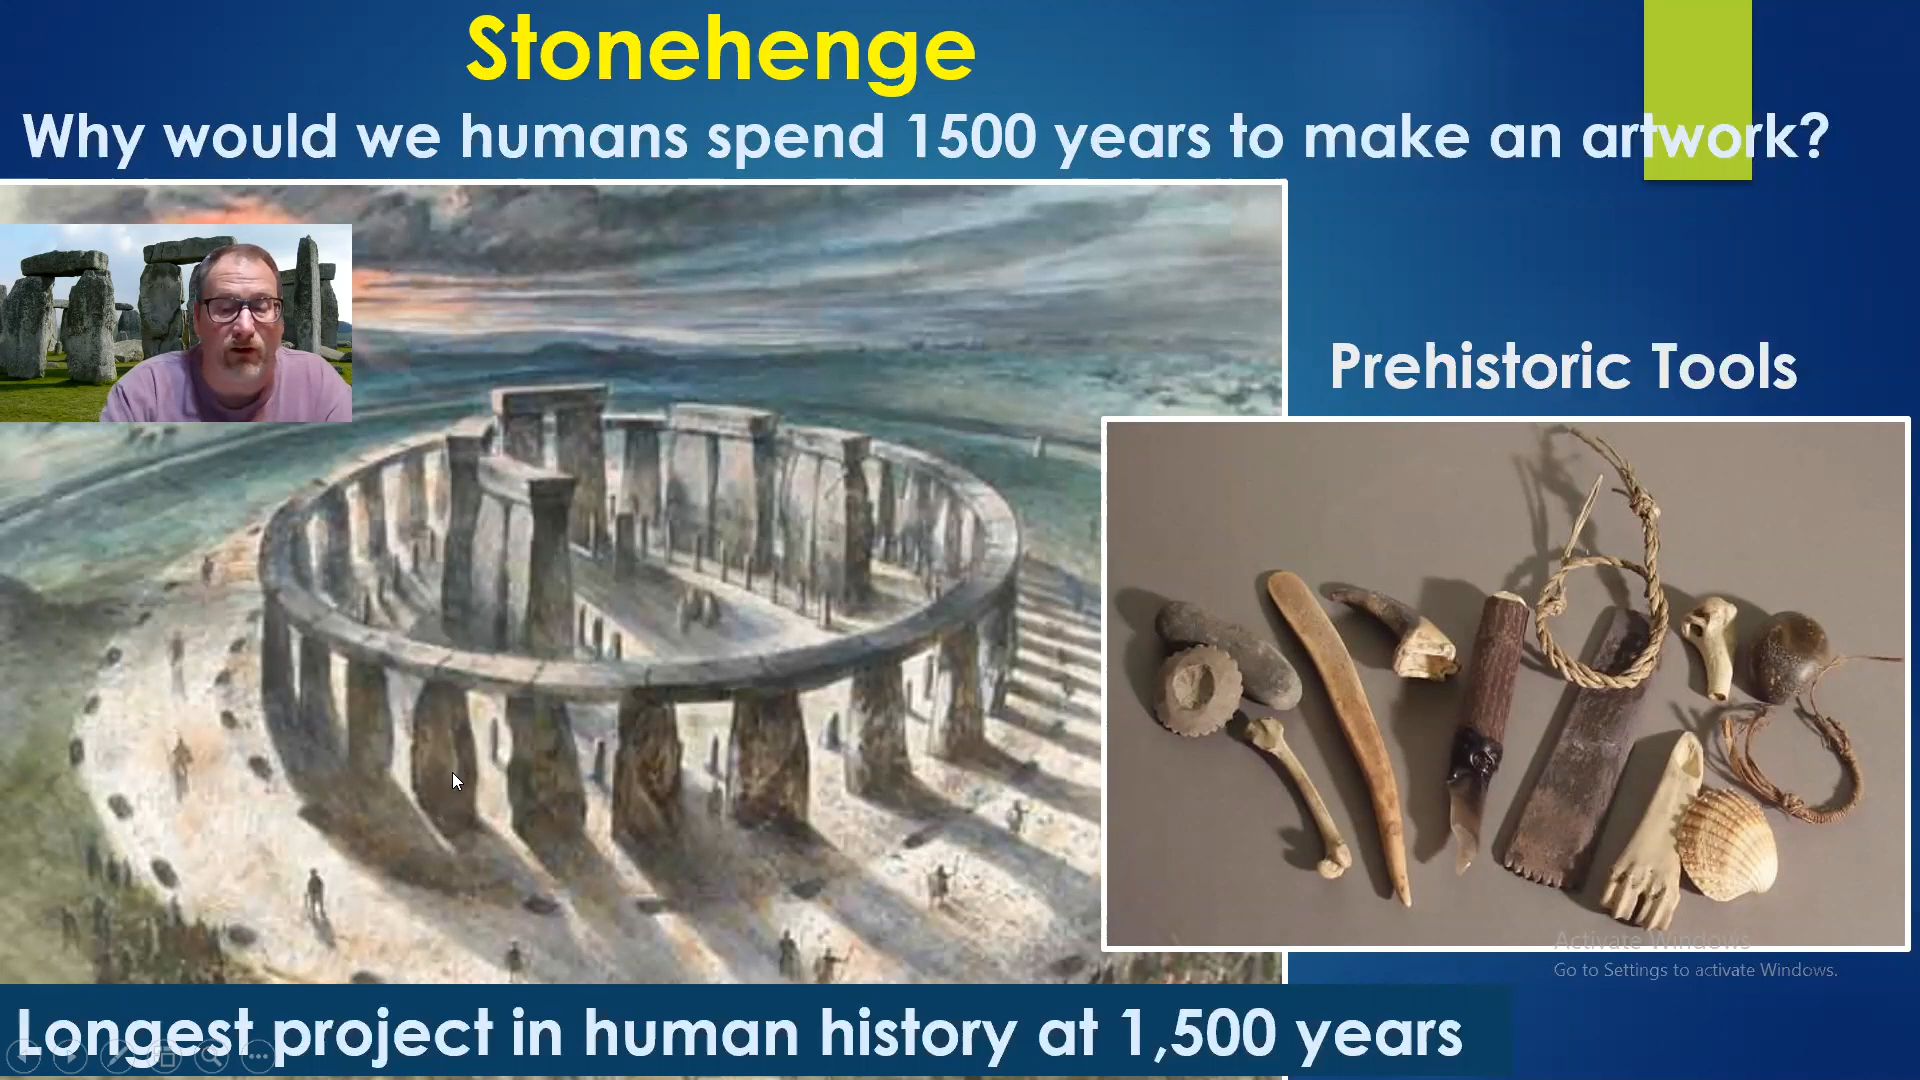 Stonehenge
Why would we humans spend 1500 years to make an artwork?
Prehistoric Tools
Activate Windows
Go to Settings to activate Windows.
Longest project in human history at 1,500 years